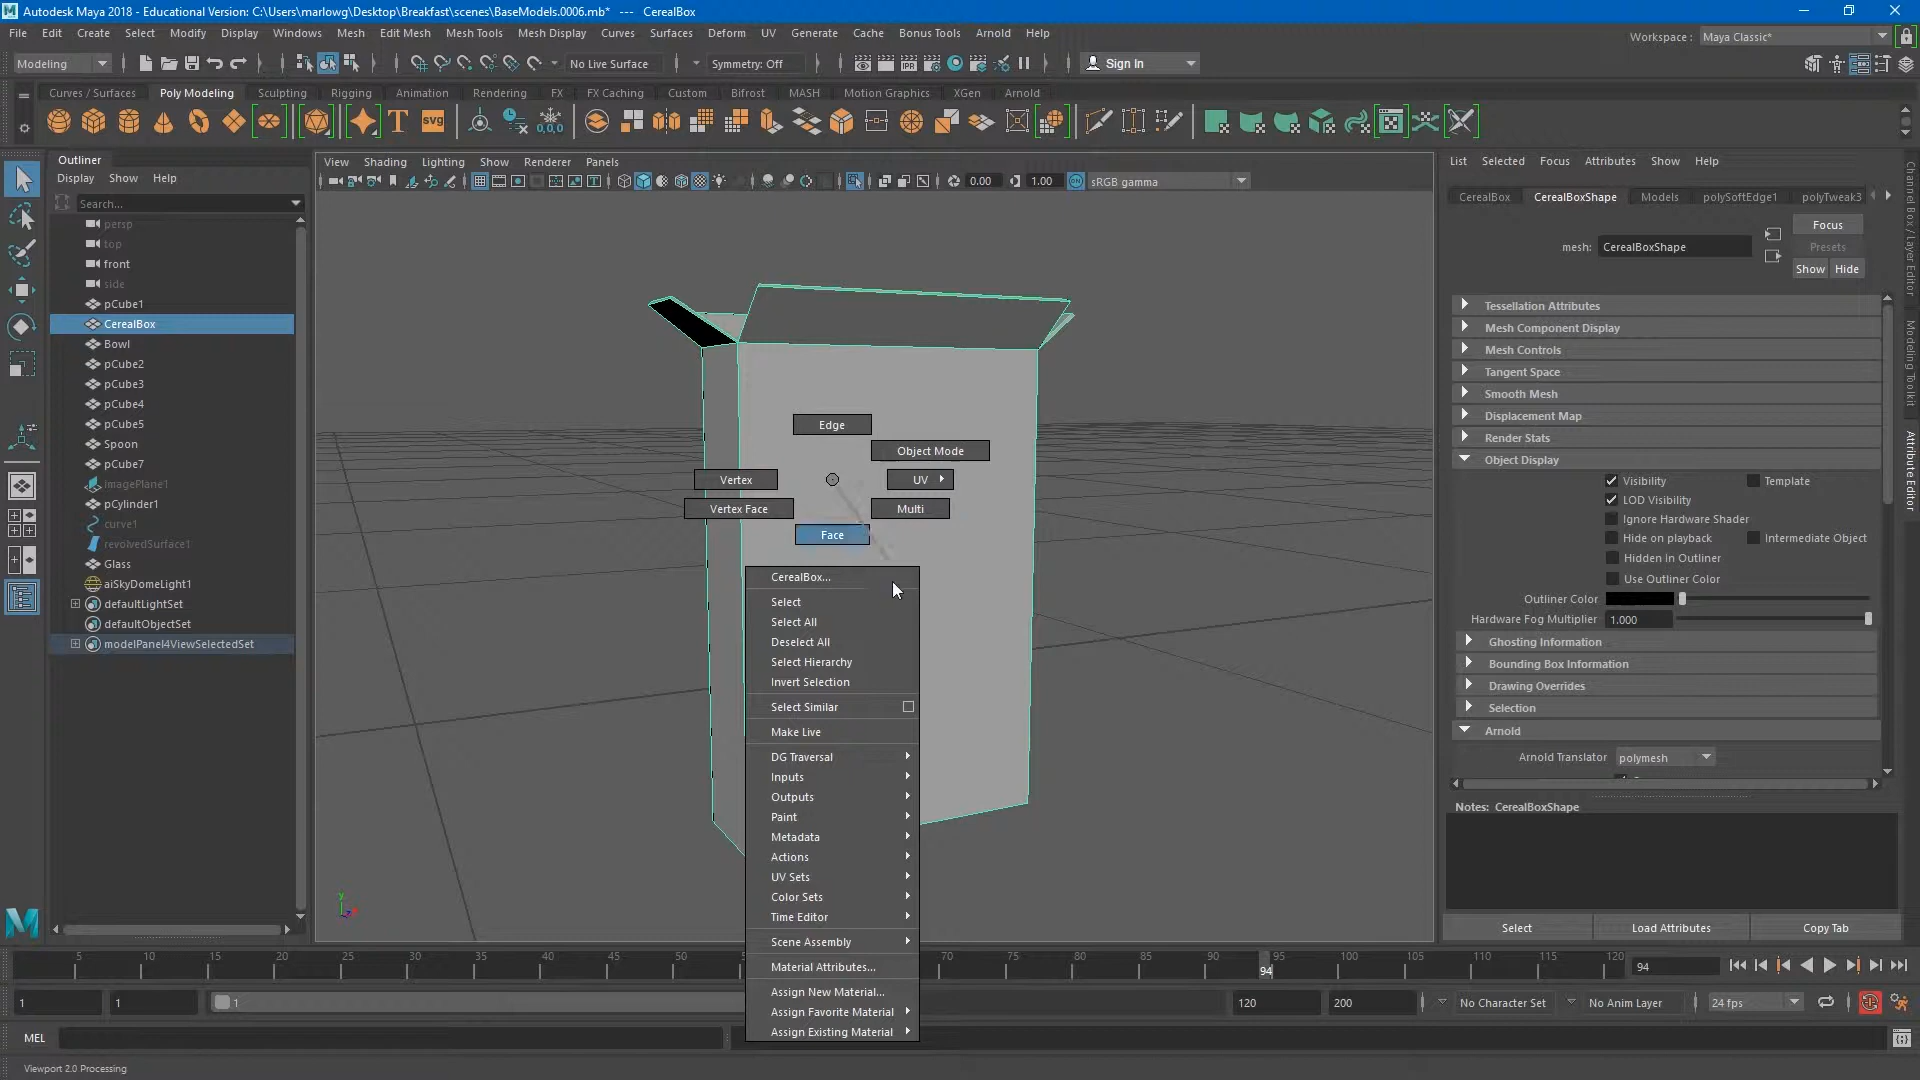 Autodesk Maya 2018 - Educational Version: C:\Users\marlowg\Desktop\Breakfast\scenes\BaseModels.0006.mb*   ---   CerealBox
File Edit Create Select Modify Display Windows Mesh Edit Mesh Mesh Tools Mesh Display Curves Surfaces Deform UV Generate Cache Bonus Tools Arnold Help
Workspace : Maya Classic*
Modeling No Live Surface Symmetry: Off Sign In
Curves / Surfaces Poly Modeling Sculpting Rigging Animation Rendering FX FX Caching Custom Bifrost MASH Motion Graphics XGen Arnold
T svg 0,0,0
Outliner
Display Show Help
Search...
persp
top
front
side
pCube1
CerealBox
Bowl
pCube2
pCube3
pCube4
pCube5
Spoon
pCube7
imagePlane1
pCylinder1
curve1
revolvedSurface1
Glass
aiSkyDomeLight1
defaultLightSet
defaultObjectSet
modelPanel4ViewSelectedSet
View Shading Lighting Show Renderer Panels
0.00 1.00 sRGB gamma
Edge
Object Mode
Vertex
UV
Vertex Face
Multi
Face
CerealBox...
Select
Select All
Deselect All
Select Hierarchy
Invert Selection
Select Similar
Make Live
DG Traversal
Inputs
Outputs
Paint
Metadata
Actions
UV Sets
Color Sets
Time Editor
Scene Assembly
Material Attributes...
Assign New Material...
Assign Favorite Material
Assign Existing Material
List Selected Focus Attributes Show Help
CerealBox CerealBoxShape Models polySoftEdge1 polyTweak3
mesh: CerealBoxShape
Focus
Presets
Show Hide
Tessellation Attributes
Mesh Component Display
Mesh Controls
Tangent Space
Smooth Mesh
Displacement Map
Render Stats
Object Display
Visibility Template
LOD Visibility
Ignore Hardware Shader
Hide on playback Intermediate Object
Hidden in Outliner
Use Outliner Color
Outliner Color
Hardware Fog Multiplier 1.000
Ghosting Information
Bounding Box Information
Drawing Overrides
Selection
Arnold
Arnold Translator polymesh
Notes: CerealBoxShape
Select Load Attributes Copy Tab
Channel Box / Layer Editor
Modeling Toolkit
Attribute Editor
5 10 15 20 25 30 35 40 45 50 70 75 80 85 90 95 100 105 110 115 120
94
94
1 1 1 120 200 No Character Set No Anim Layer 24 fps
MEL
Viewport 2.0 Processing